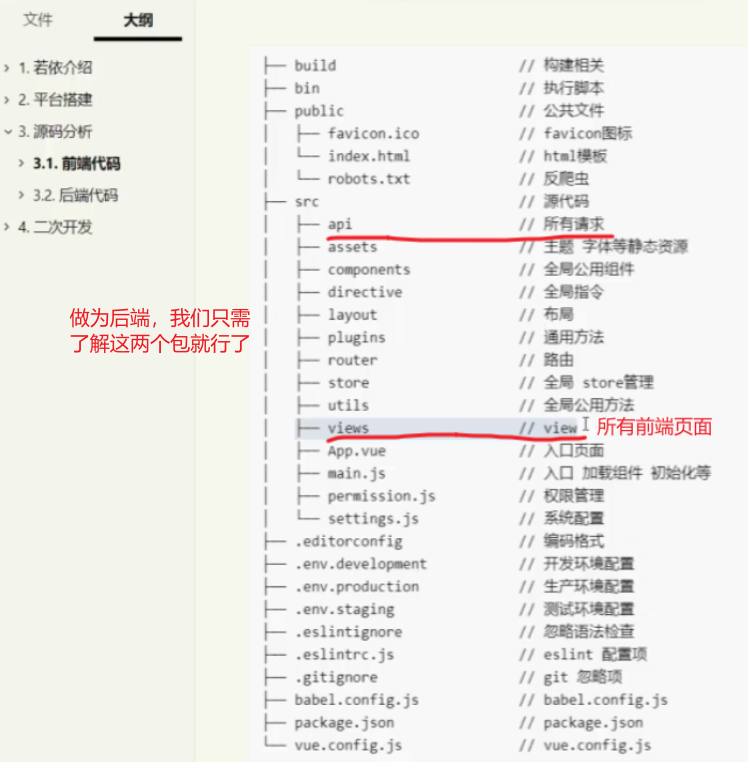 文件 大纲
> 1. 若依介绍
> 2. 平台搭建
⌄ 3. 源码分析
> 3.1. 前端代码
> 3.2. 后端代码
> 4. 二次开发
做为后端，我们只需
了解这两个包就行了
├── build // 构建相关
├── bin // 执行脚本
├── public // 公共文件
│ ├── favicon.ico // favicon图标
│ └── index.html // html模板
│ └── robots.txt // 反爬虫
├── src // 源代码
│ ├── api // 所有请求
│ ├── assets // 主题 字体等静态资源
│ ├── components // 全局公用组件
│ ├── directive // 全局指令
│ ├── layout // 布局
│ ├── plugins // 通用方法
│ ├── router // 路由
│ ├── store // 全局 store管理
│ ├── utils // 全局公用方法
│ ├── views // view 所有前端页面
│ ├── App.vue // 入口页面
│ ├── main.js // 入口 加载组件 初始化等
│ ├── permission.js // 权限管理
│ └── settings.js // 系统配置
├── .editorconfig // 编码格式
├── .env.development // 开发环境配置
├── .env.production // 生产环境配置
├── .env.staging // 测试环境配置
├── .eslintignore // 忽略语法检查
├── .eslintrc.js // eslint 配置项
├── .gitignore // git 忽略项
├── babel.config.js // babel.config.js
├── package.json // package.json
└── vue.config.js // vue.config.js